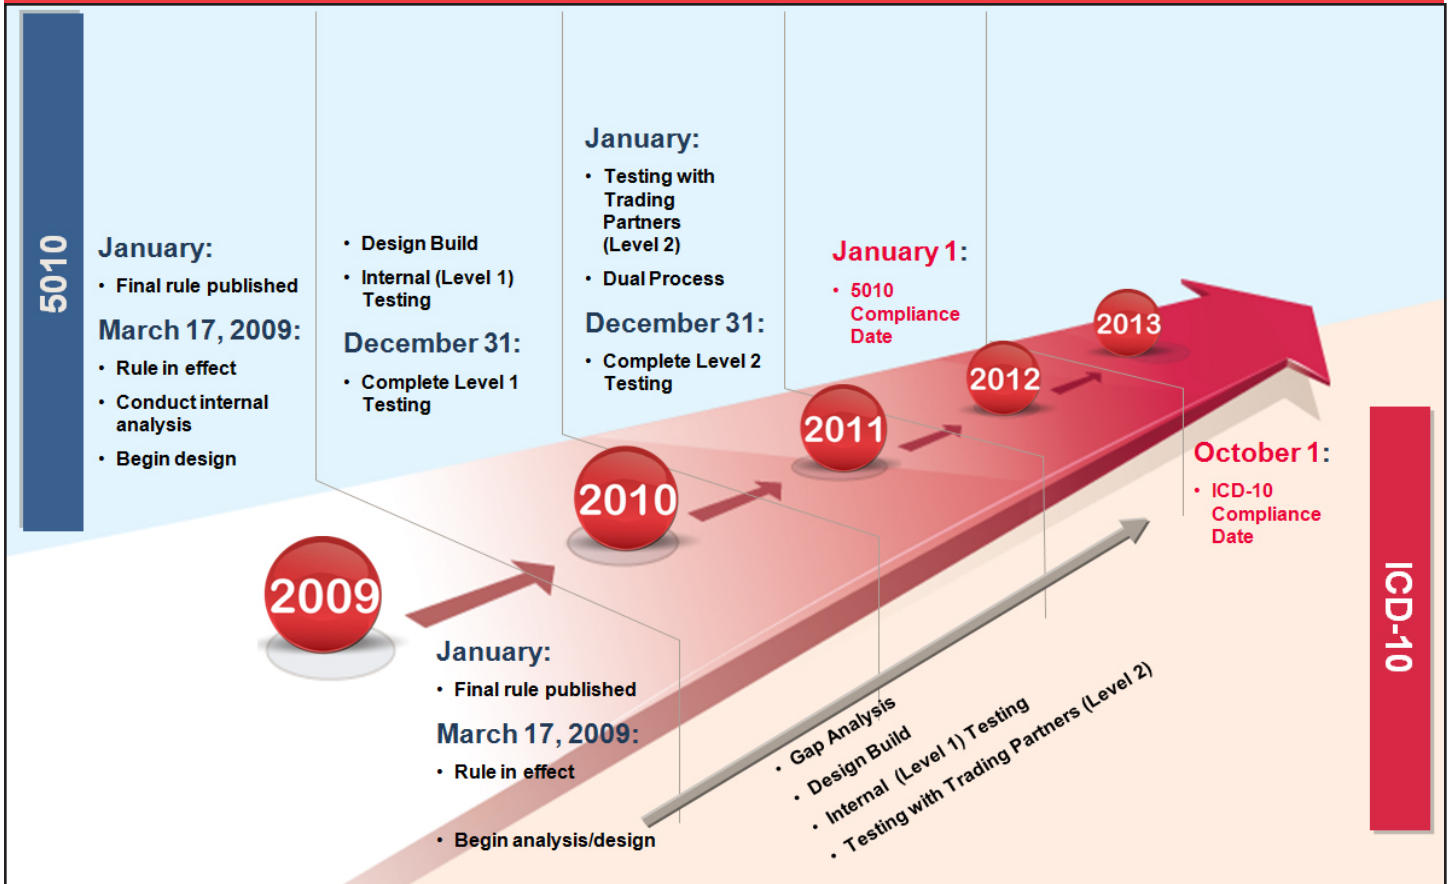 5010
January:
• Final rule published
March 17, 2009:
• Rule in effect
• Conduct internal
analysis
• Begin design
• Design Build
• Internal (Level 1)
Testing
December 31:
• Complete Level 1
Testing
January:
• Testing with
Trading
Partners
(Level 2)
• Dual Process
December 31:
• Complete Level 2
Testing
January 1:
• 5010
Compliance
Date
2009
2010
2011
2012
2013
January:
• Final rule published
March 17, 2009:
• Rule in effect
• Begin analysis/design
• Gap Analysis
• Design Build
• Internal (Level 1) Testing
• Testing with Trading Partners (Level 2)
October 1:
• ICD-10
Compliance
Date
ICD-10